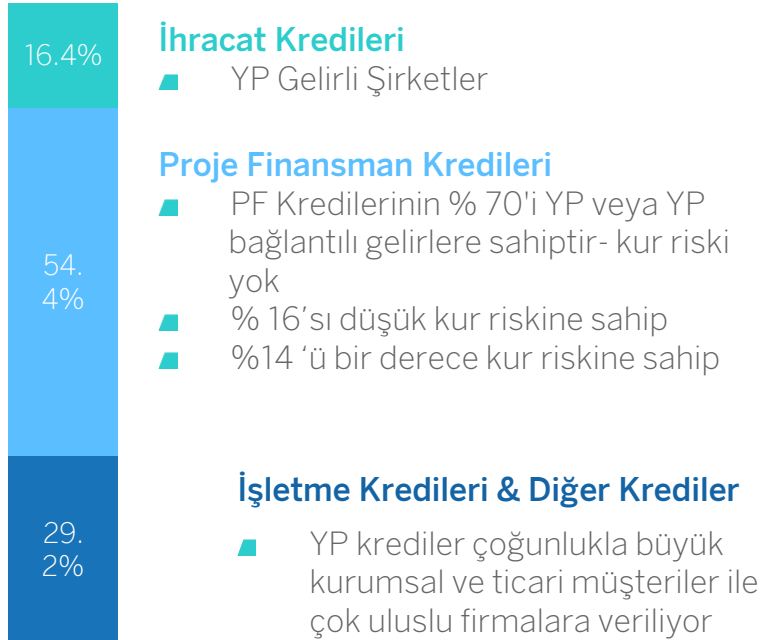 16.4%
İhracat Kredileri
YP Gelirli Şirketler
54.
4%
Proje Finansman Kredileri
PF Kredilerinin % 70'i YP veya YP
bağlantılı gelirlere sahiptir- kur riski
yok
% 16’sı düşük kur riskine sahip
%14 ‘ü bir derece kur riskine sahip
29.
2%
İşletme Kredileri & Diğer Krediler
YP krediler çoğunlukla büyük
kurumsal ve ticari müşteriler ile
çok uluslu firmalara veriliyor